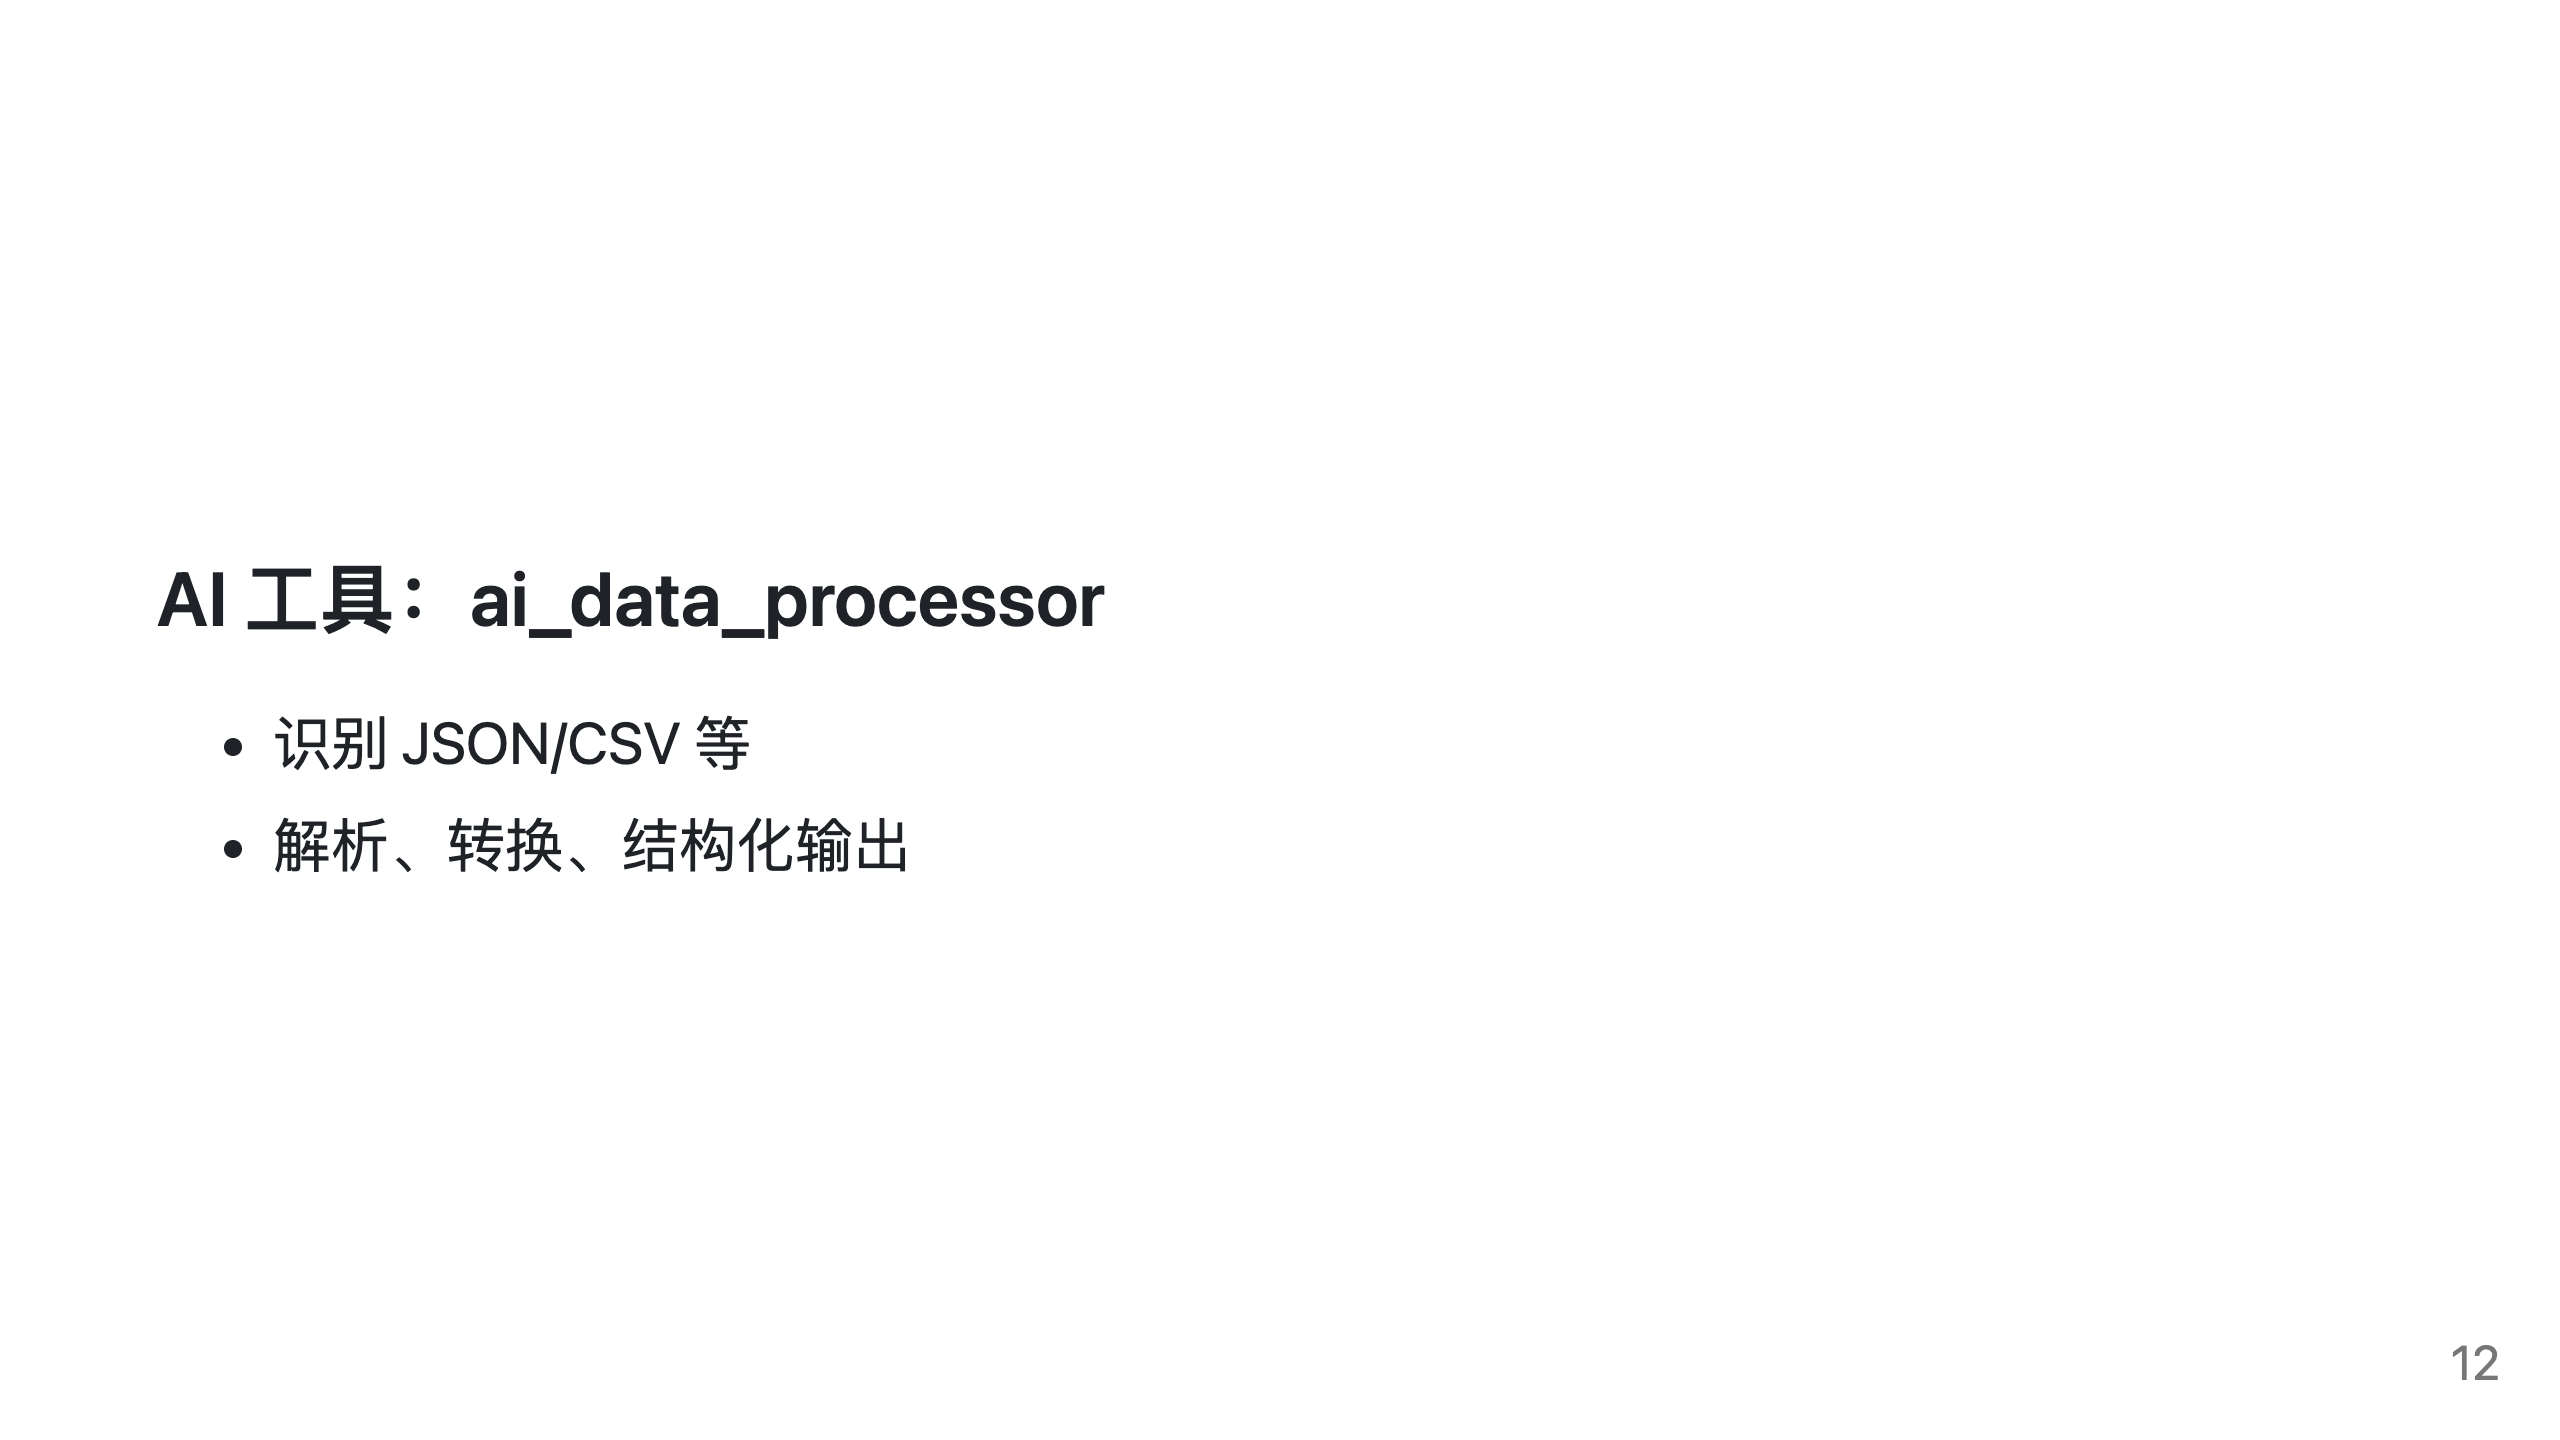 AI 工具：ai_data_processor
• 识别 JSON/CSV 等
• 解析、转换、结构化输出
12